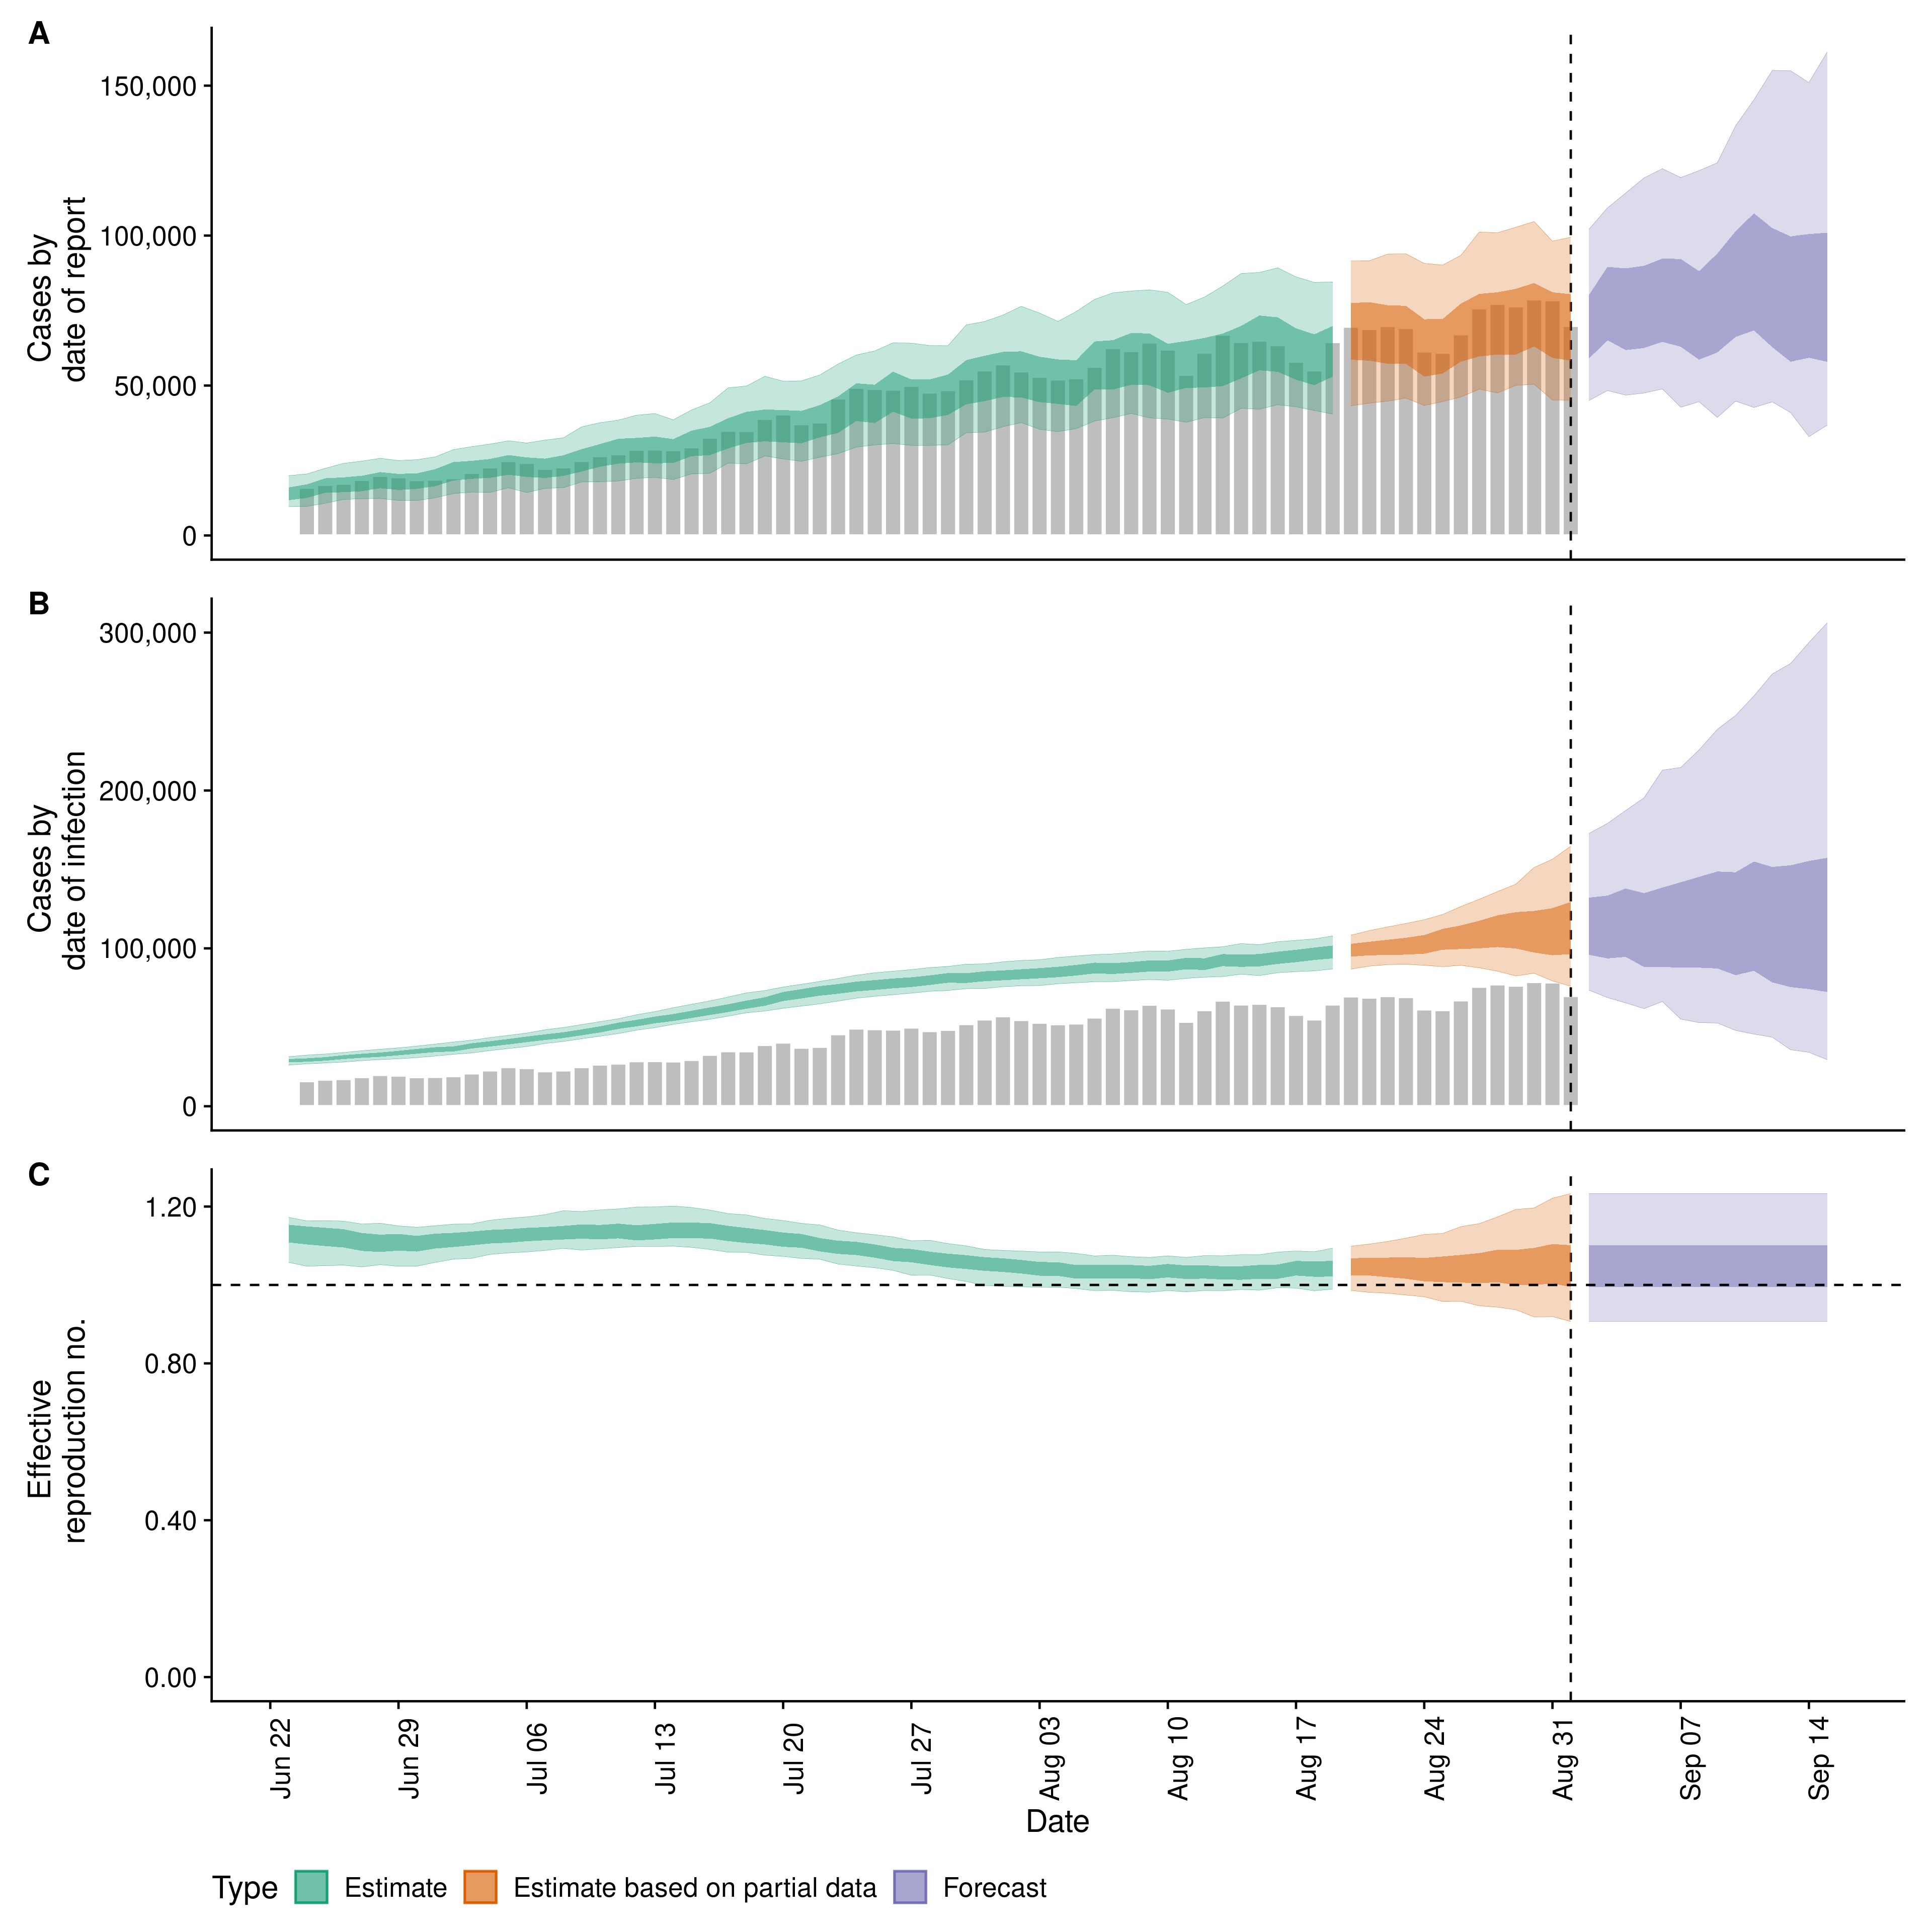 A
Cases by
date of report
150,000
100,000
50,000
0
B
Cases by
date of infection
300,000
200,000
100,000
0
C
Effective
reproduction no.
1.20
0.80
0.40
0.00
Jun 22
Jun 29
Jul 06
Jul 13
Jul 20
Jul 27
Aug 03
Aug 10
Aug 17
Aug 24
Aug 31
Sep 07
Sep 14
Date
Type Estimate Estimate based on partial data Forecast